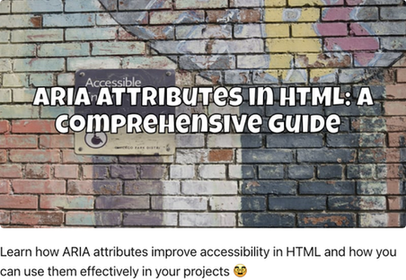 Accessible
ARIA ATTRIBUTES IN HTML: A
COMPREHENSIVE GUIDE
Learn how ARIA attributes improve accessibility in HTML and how you
can use them effectively in your projects 🤩